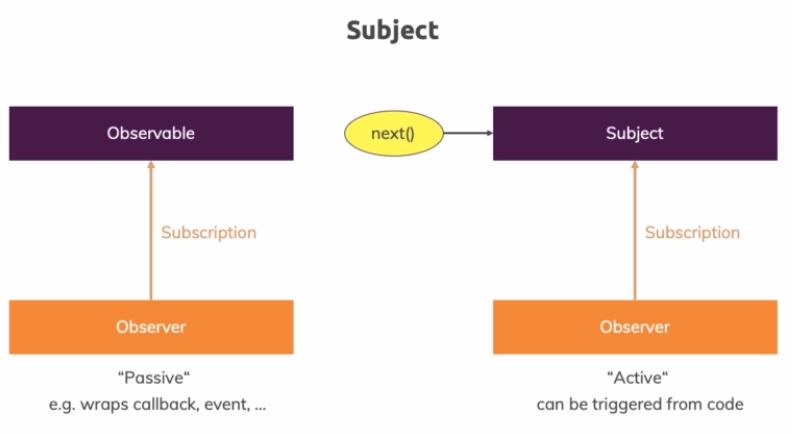 Subject
Observable
next()
Subject
Subscription
Subscription
Observer
Observer
“Passive“
e.g. wraps callback, event, ...
“Active“
can be triggered from code